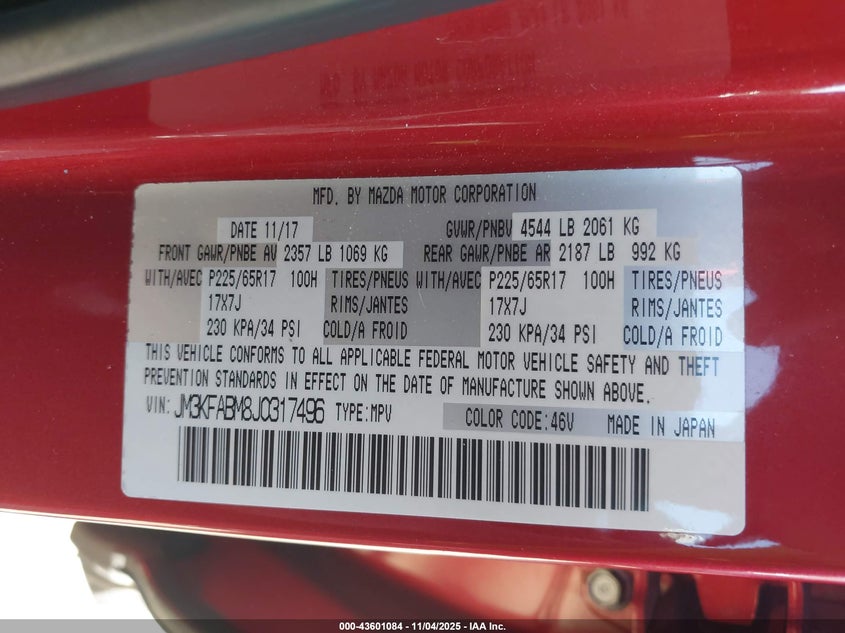 MFD. BY MAZDA MOTOR CORPORATION
DATE 11/17 GVWR/PNBV 4544 LB 2061 KG
FRONT GAWR/PNBE AV 2357 LB 1069 KG REAR GAWR/PNBE AR 2187 LB 992 KG
WITH/AVEC P225/65R17 100H TIRES/PNEUS WITH/AVEC P225/65R17 100H TIRES/PNEUS
17X7J RIMS/JANTES 17X7J RIMS/JANTES
230 KPA/34 PSI COLD/A FROID 230 KPA/34 PSI COLD/A FROID
THIS VEHICLE CONFORMS TO ALL APPLICABLE FEDERAL MOTOR VEHICLE SAFETY AND THEFT
PREVENTION STANDARDS IN EFFECT ON THE DATE OF MANUFACTURE SHOWN ABOVE.
VIN: JM3KFABM8J0317496 TYPE:MPV COLOR CODE:46V MADE IN JAPAN
000-43601084 - 11/04/2025 - IAA Inc.